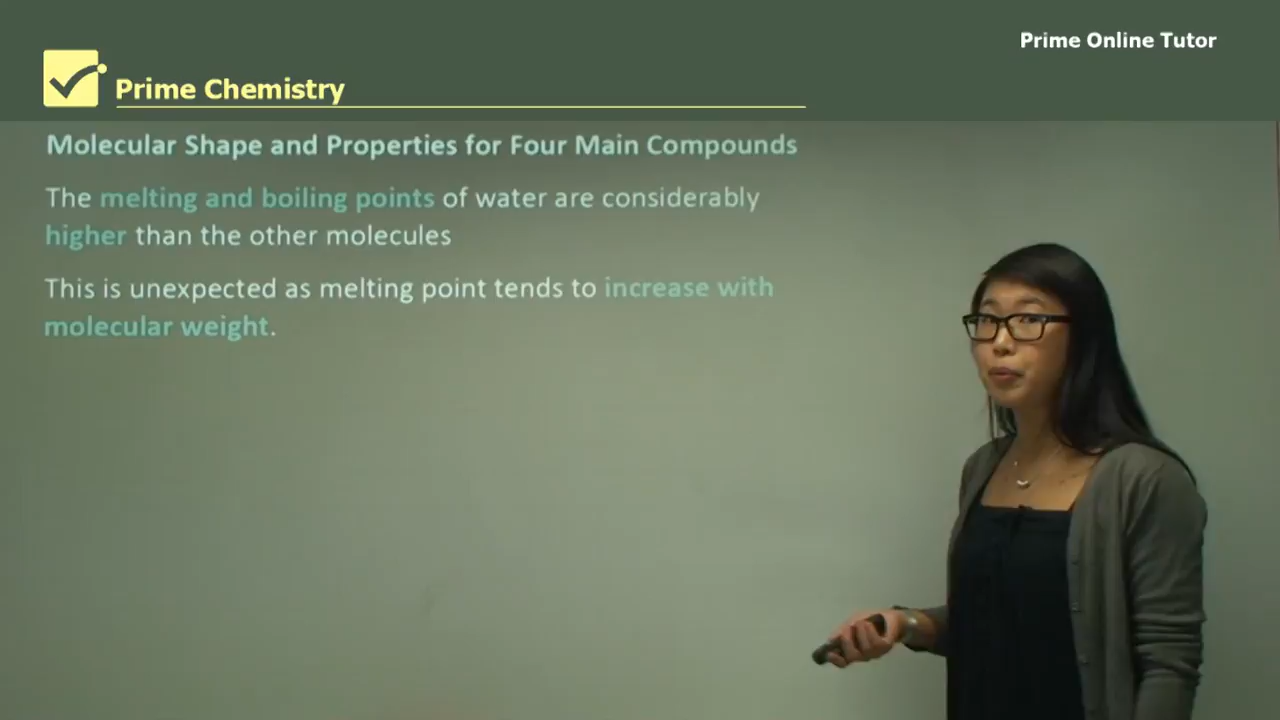 Prime Online Tutor
Prime Chemistry
Molecular Shape and Properties for Four Main Compounds
The melting and boiling points of water are considerably
higher than the other molecules
This is unexpected as melting point tends to increase with
molecular weight.